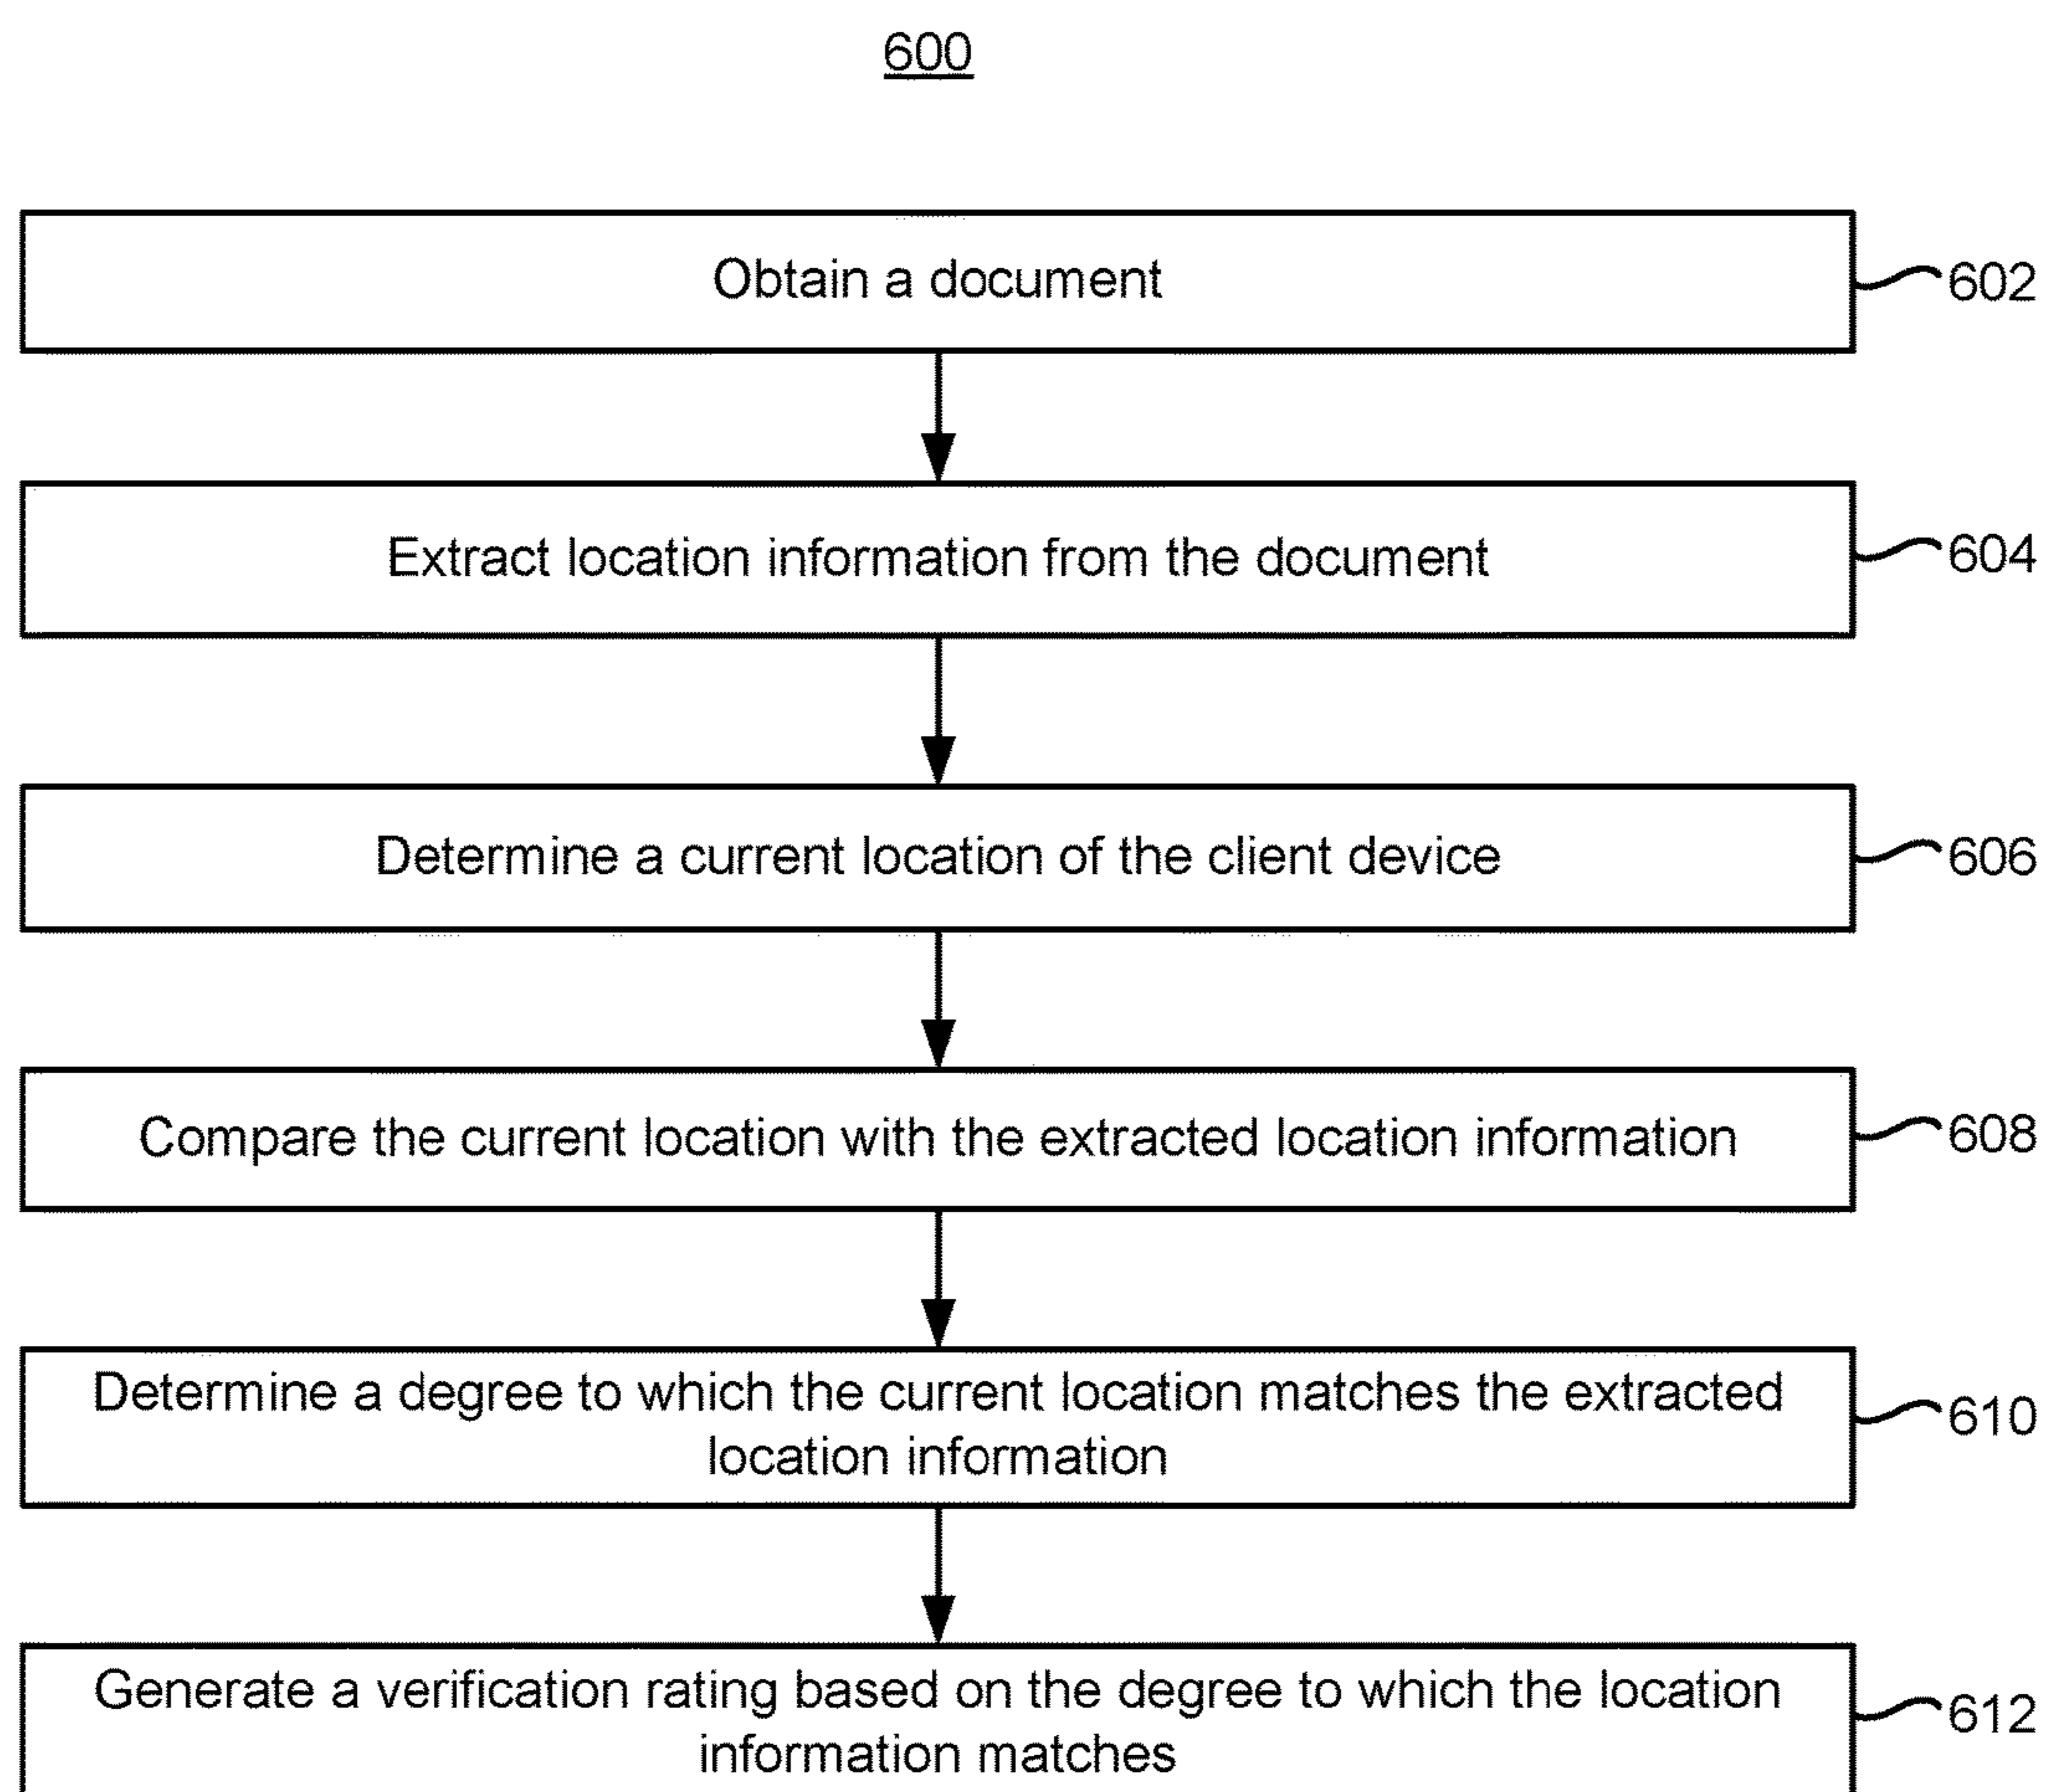 600
Obtain a document
602
Extract location information from the document
604
Determine a current location of the client device
606
Compare the current location with the extracted location information
608
Determine a degree to which the current location matches the extracted
location information
610
Generate a verification rating based on the degree to which the location
information matches
612